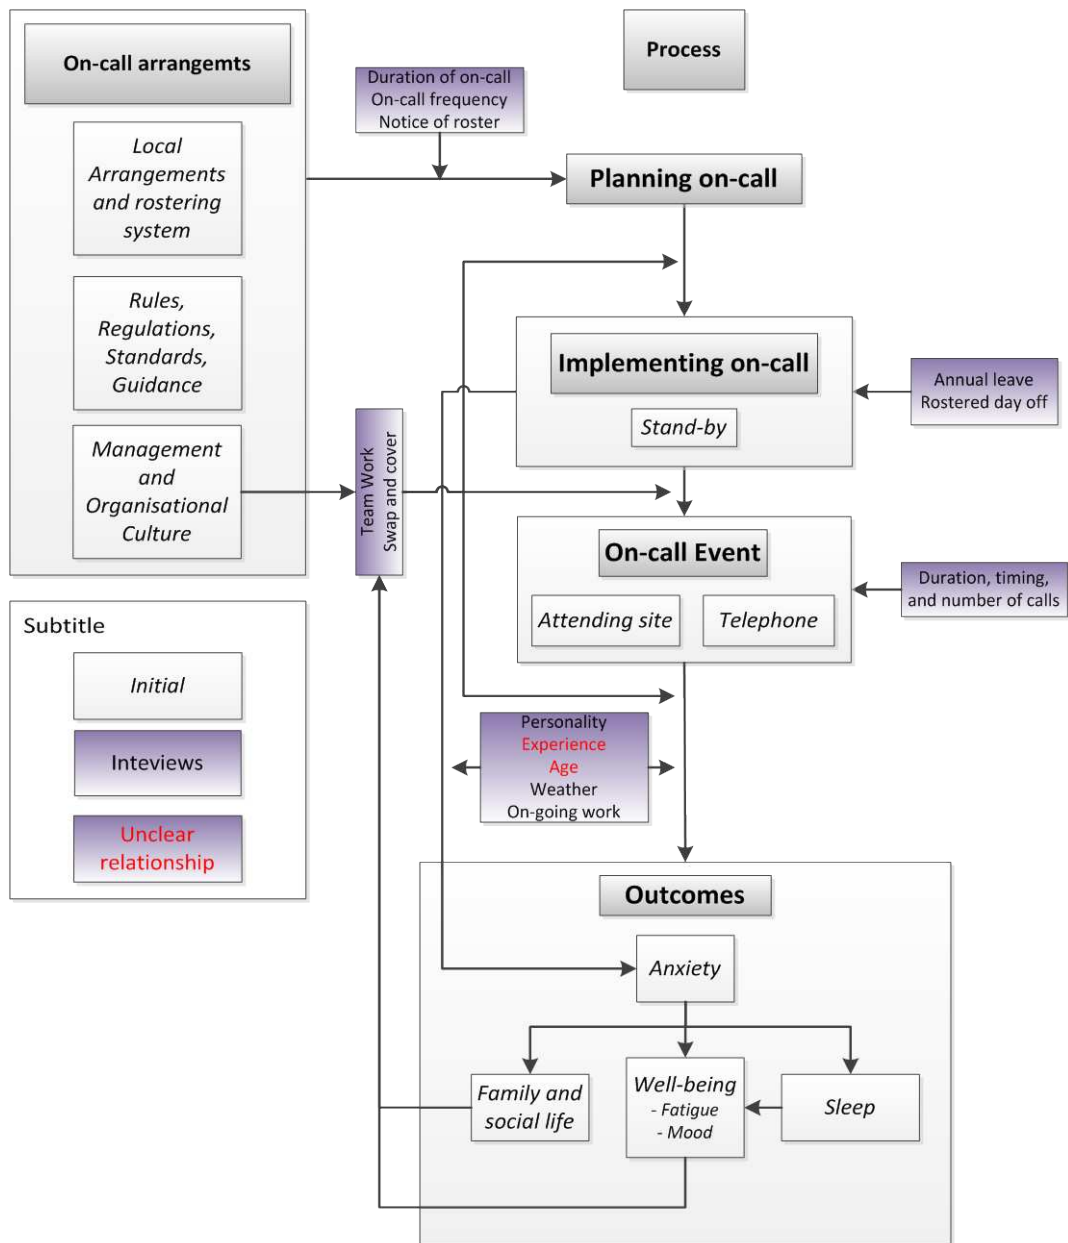 On-call arrangemts
Local
Arrangements
and rostering
system
Rules,
Regulations,
Standards,
Guidance
Management
and
Organisational
Culture
Subtitle
Initial
Inteviews
Unclear
relationship
Process
Duration of on-call
On-call frequency
Notice of roster
Planning on-call
Implementing on-call
Stand-by
Annual leave
Rostered day off
Team Work
Swap and cover
On-call Event
Attending site
Telephone
Duration, timing,
and number of calls
Personality
Experience
Age
Weather
On-going work
Outcomes
Anxiety
Family and
social life
Well-being
- Fatigue
- Mood
Sleep